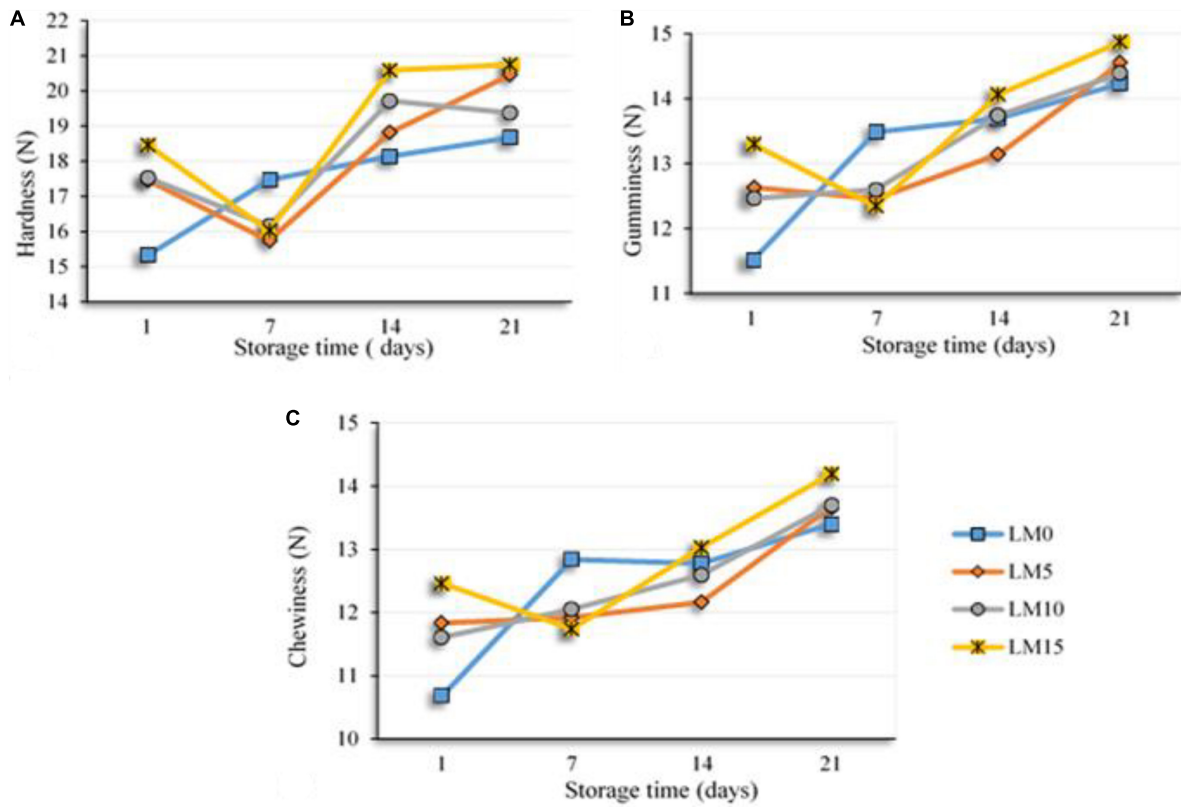 A
22
21
20
19
18
17
16
15
14
Hardness (N)
1 7 14 21
Storage time ( days)
B
15
14
13
12
11
Gumminess (N)
1 7 14 21
Storage time (days)
C
15
14
13
12
11
10
Chewiness (N)
1 7 14 21
Storage time (days)
LM0
LM5
LM10
LM15